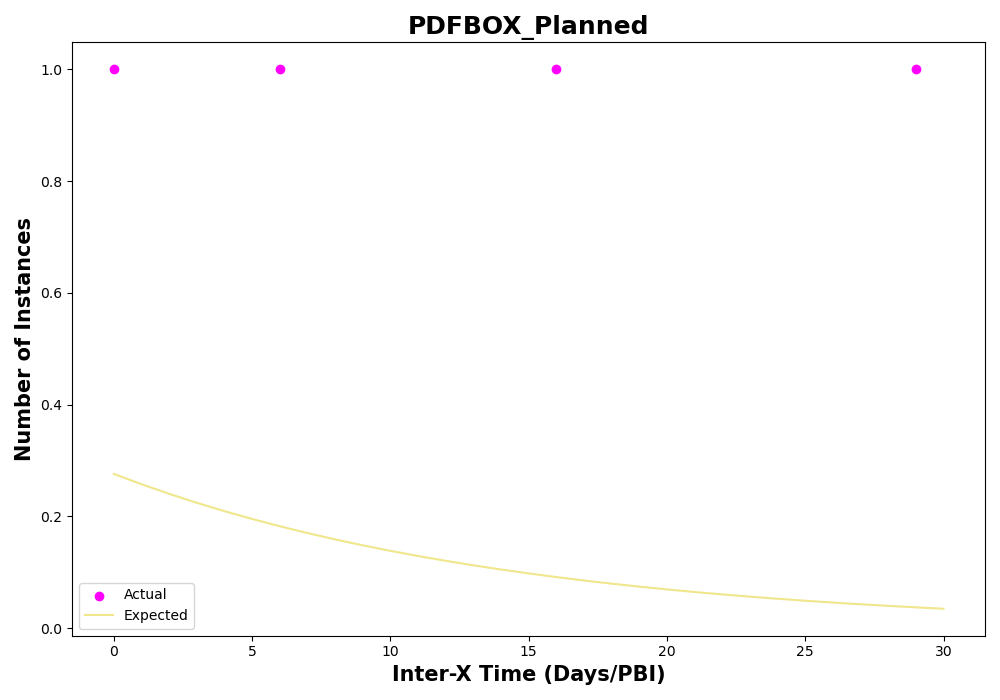 PDFBOX_Planned
Number of Instances
1.0
0.8
0.6
0.4
0.2
0.0
Actual
Expected
0 5 10 15 20 25 30
Inter-X Time (Days/PBI)